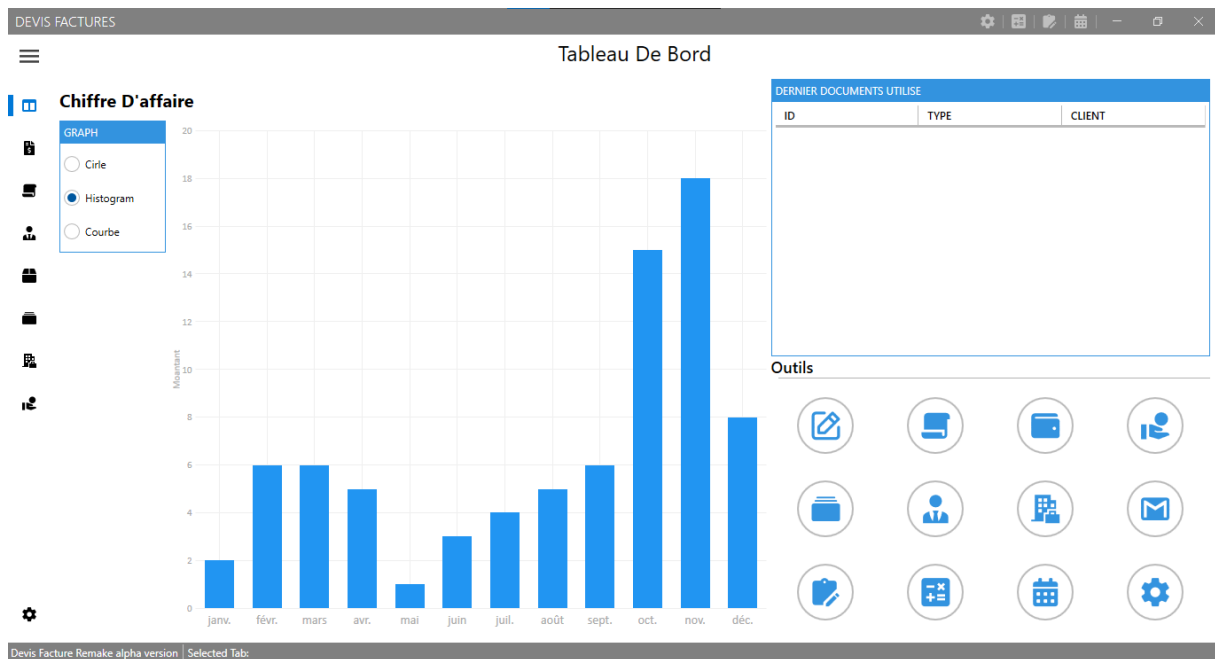 DEVIS FACTURES
Tableau De Bord
Chiffre D'affaire
GRAPH
Cirle
Histogram
Courbe
20
18
16
14
12
10
8
6
4
2
0
Moantant
janv. févr. mars avr. mai juin juil. août sept. oct. nov. déc.
DERNIER DOCUMENTS UTILISE
ID TYPE CLIENT
Outils
Devis Facture Remake alpha version Selected Tab: